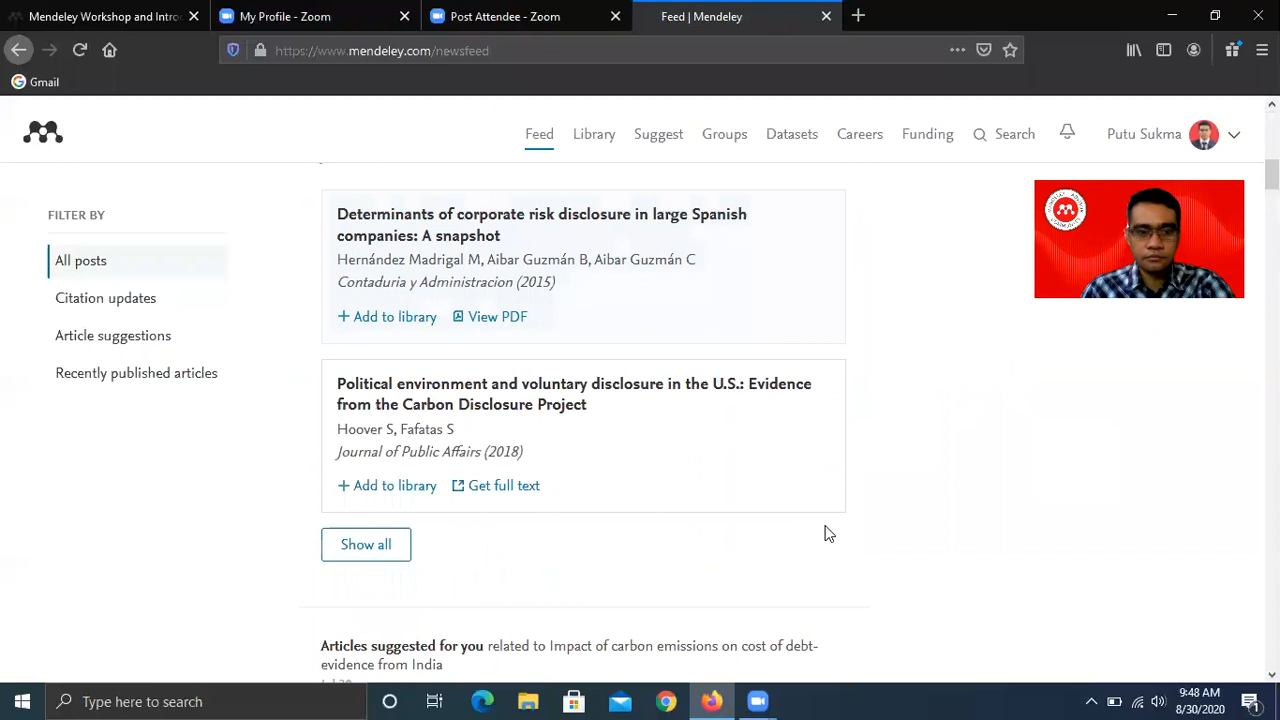 Mendeley Workshop and Intro
My Profile - Zoom
Post Attendee - Zoom
Feed | Mendeley
https://www.mendeley.com/newsfeed
Gmail
Feed
Library
Suggest
Groups
Datasets
Careers
Funding
Search
Putu Sukma
FILTER BY
All posts
Citation updates
Article suggestions
Recently published articles
Determinants of corporate risk disclosure in large Spanish
companies: A snapshot
Hernández Madrigal M, Aibar Guzmán B, Aibar Guzmán C
Contaduria y Administracion (2015)
+ Add to library
View PDF
Political environment and voluntary disclosure in the U.S.: Evidence
from the Carbon Disclosure Project
Hoover S, Fafatas S
Journal of Public Affairs (2018)
+ Add to library
Get full text
Show all
Articles suggested for you related to Impact of carbon emissions on cost of debt-
evidence from India
Type here to search
9:48 AM
8/30/2020